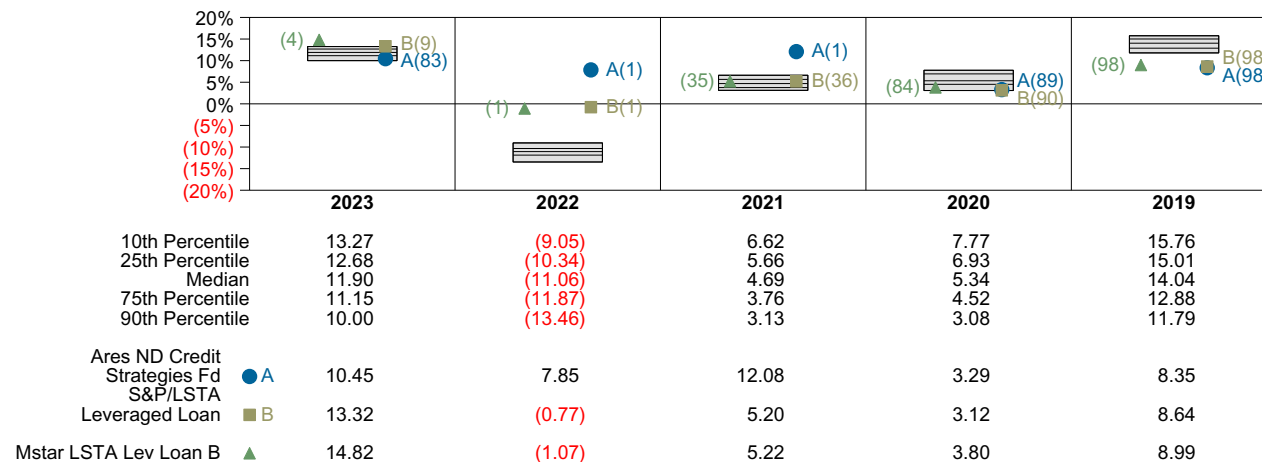 20%
15%
10%
5%
0%
(5%)
(10%)
(15%)
(20%)
(4) B(9)
A(83)
A(1)
(1) B(1)
A(1)
(35) B(36)
(84) A(89)
B(90)
(98) B(98
A(98
2023 2022 2021 2020 2019
10th Percentile 13.27 (9.05) 6.62 7.77 15.76
25th Percentile 12.68 (10.34) 5.66 6.93 15.01
Median 11.90 (11.06) 4.69 5.34 14.04
75th Percentile 11.15 (11.87) 3.76 4.52 12.88
90th Percentile 10.00 (13.46) 3.13 3.08 11.79
Ares ND Credit
Strategies Fd A 10.45 7.85 12.08 3.29 8.35
S&P/LSTA
Leveraged Loan B 13.32 (0.77) 5.20 3.12 8.64
Mstar LSTA Lev Loan B 14.82 (1.07) 5.22 3.80 8.99